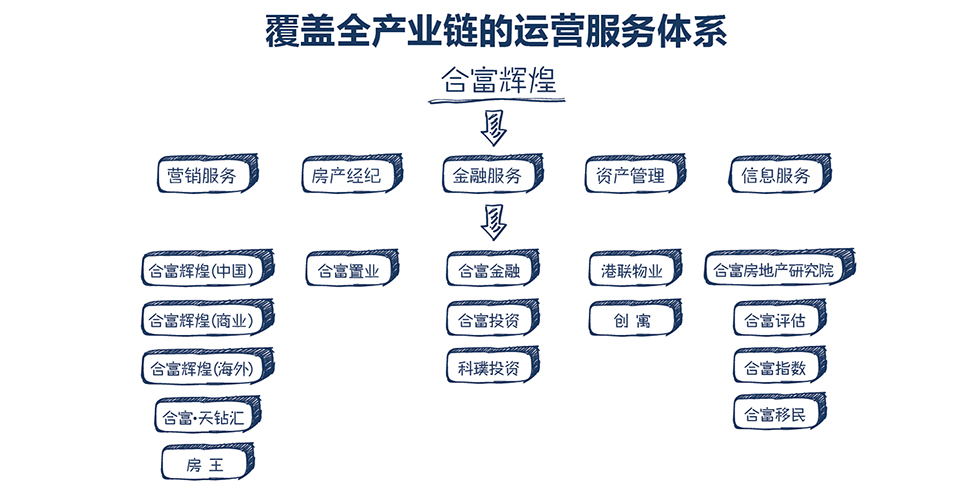 覆盖全产业链的运营服务体系
合富辉煌
营销服务 房产经纪 金融服务 资产管理 信息服务
合富辉煌(中国) 合富置业 合富金融 港联物业 合富房地产研究院
合富辉煌(商业) 合富投资 创寓 合富评估
合富辉煌(海外) 科璞投资 合富指数
合富·天钻汇 合富移民
房王